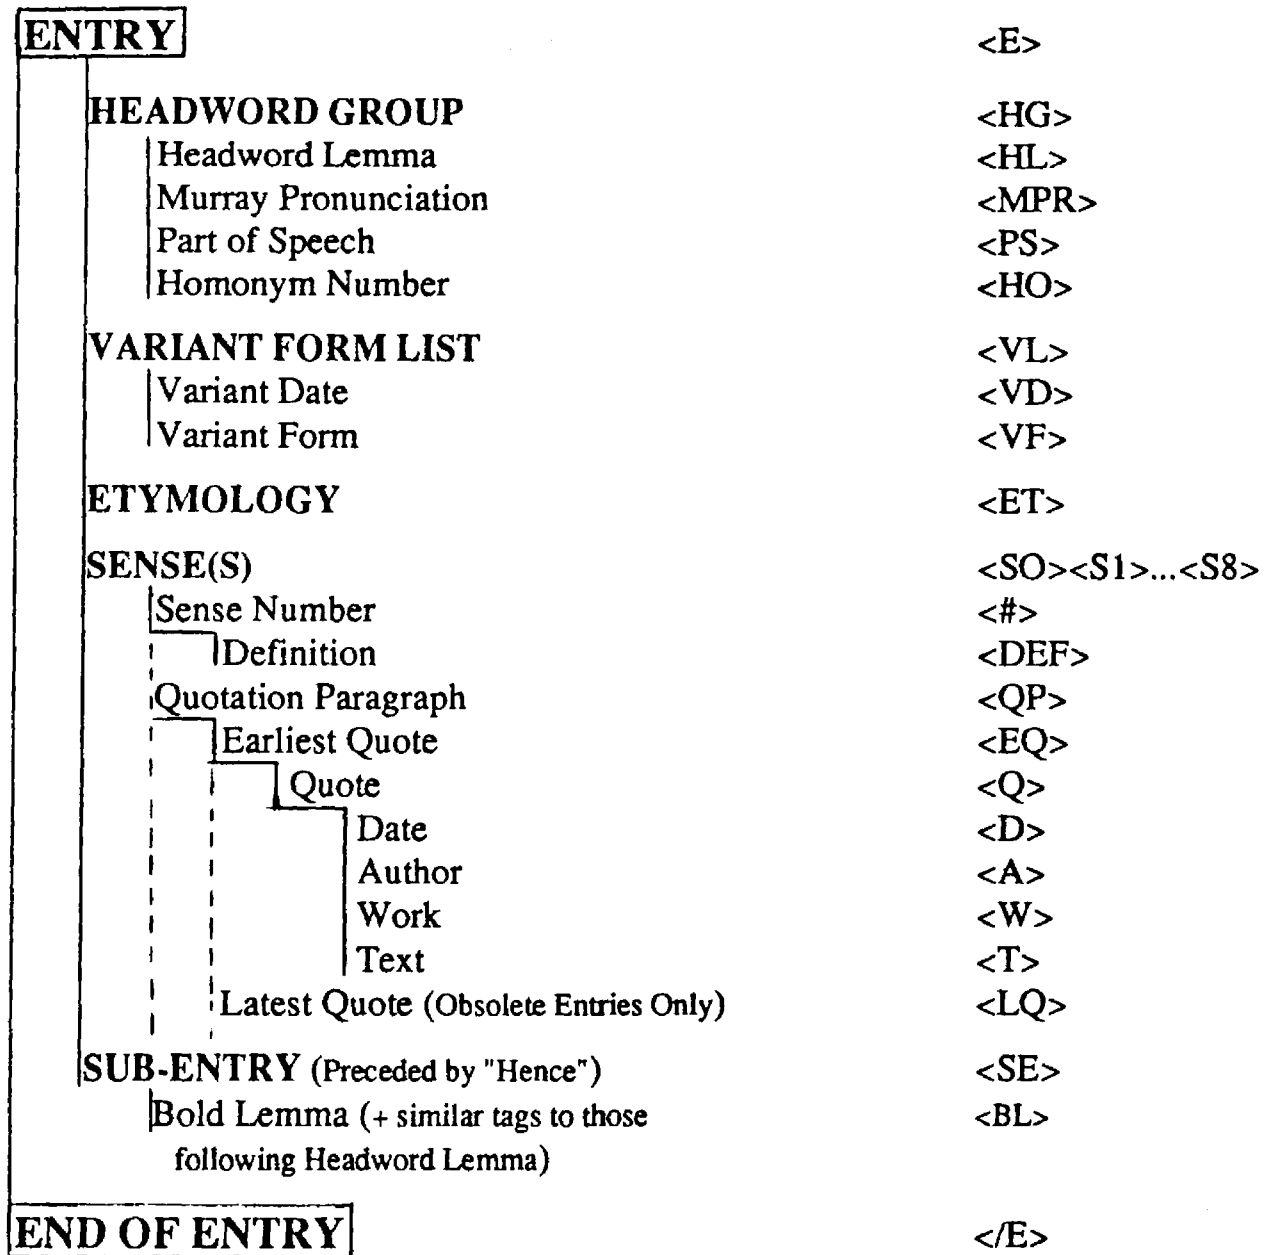 ENTRY <E>
HEADWORD GROUP <HG>
Headword Lemma <HL>
Murray Pronunciation <MPR>
Part of Speech <PS>
Homonym Number <HO>
VARIANT FORM LIST <VL>
Variant Date <VD>
Variant Form <VF>
ETYMOLOGY <ET>
SENSE(S) <SO><S1>...<S8>
Sense Number <#>
Definition <DEF>
Quotation Paragraph <QP>
Earliest Quote <EQ>
Quote <Q>
Date <D>
Author <A>
Work <W>
Text <T>
Latest Quote (Obsolete Entries Only) <LQ>
SUB-ENTRY (Preceded by "Hence") <SE>
Bold Lemma (+ similar tags to those <BL>
following Headword Lemma)
END OF ENTRY </E>